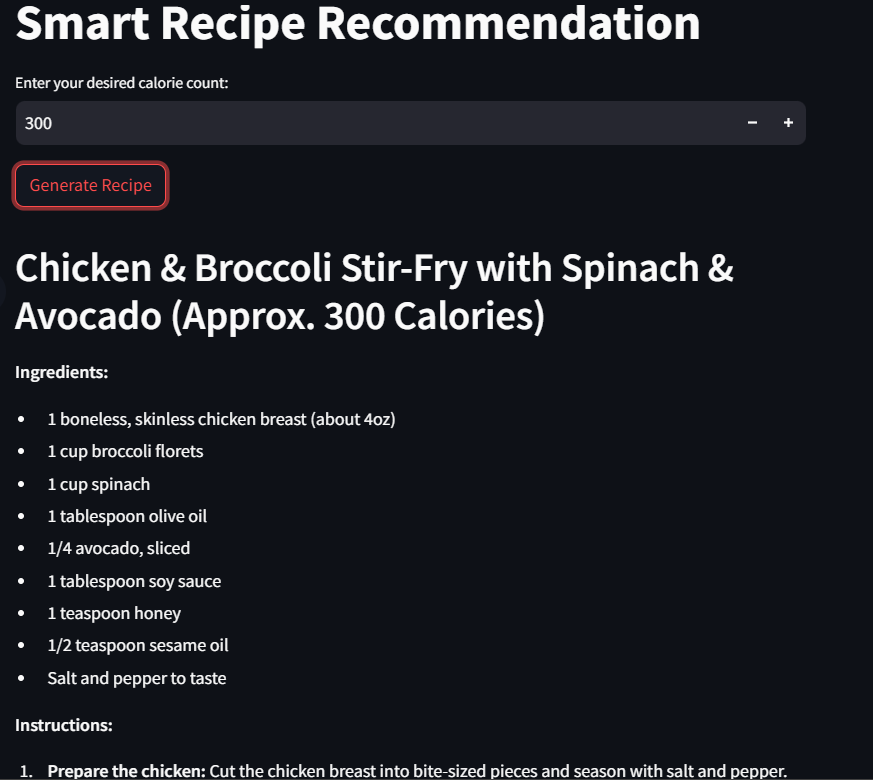 Smart Recipe Recommendation
Enter your desired calorie count:
300
− +
Generate Recipe
Chicken & Broccoli Stir-Fry with Spinach &
Avocado (Approx. 300 Calories)
Ingredients:
• 1 boneless, skinless chicken breast (about 4oz)
• 1 cup broccoli florets
• 1 cup spinach
• 1 tablespoon olive oil
• 1/4 avocado, sliced
• 1 tablespoon soy sauce
• 1 teaspoon honey
• 1/2 teaspoon sesame oil
• Salt and pepper to taste
Instructions:
1. Prepare the chicken: Cut the chicken breast into bite-sized pieces and season with salt and pepper.